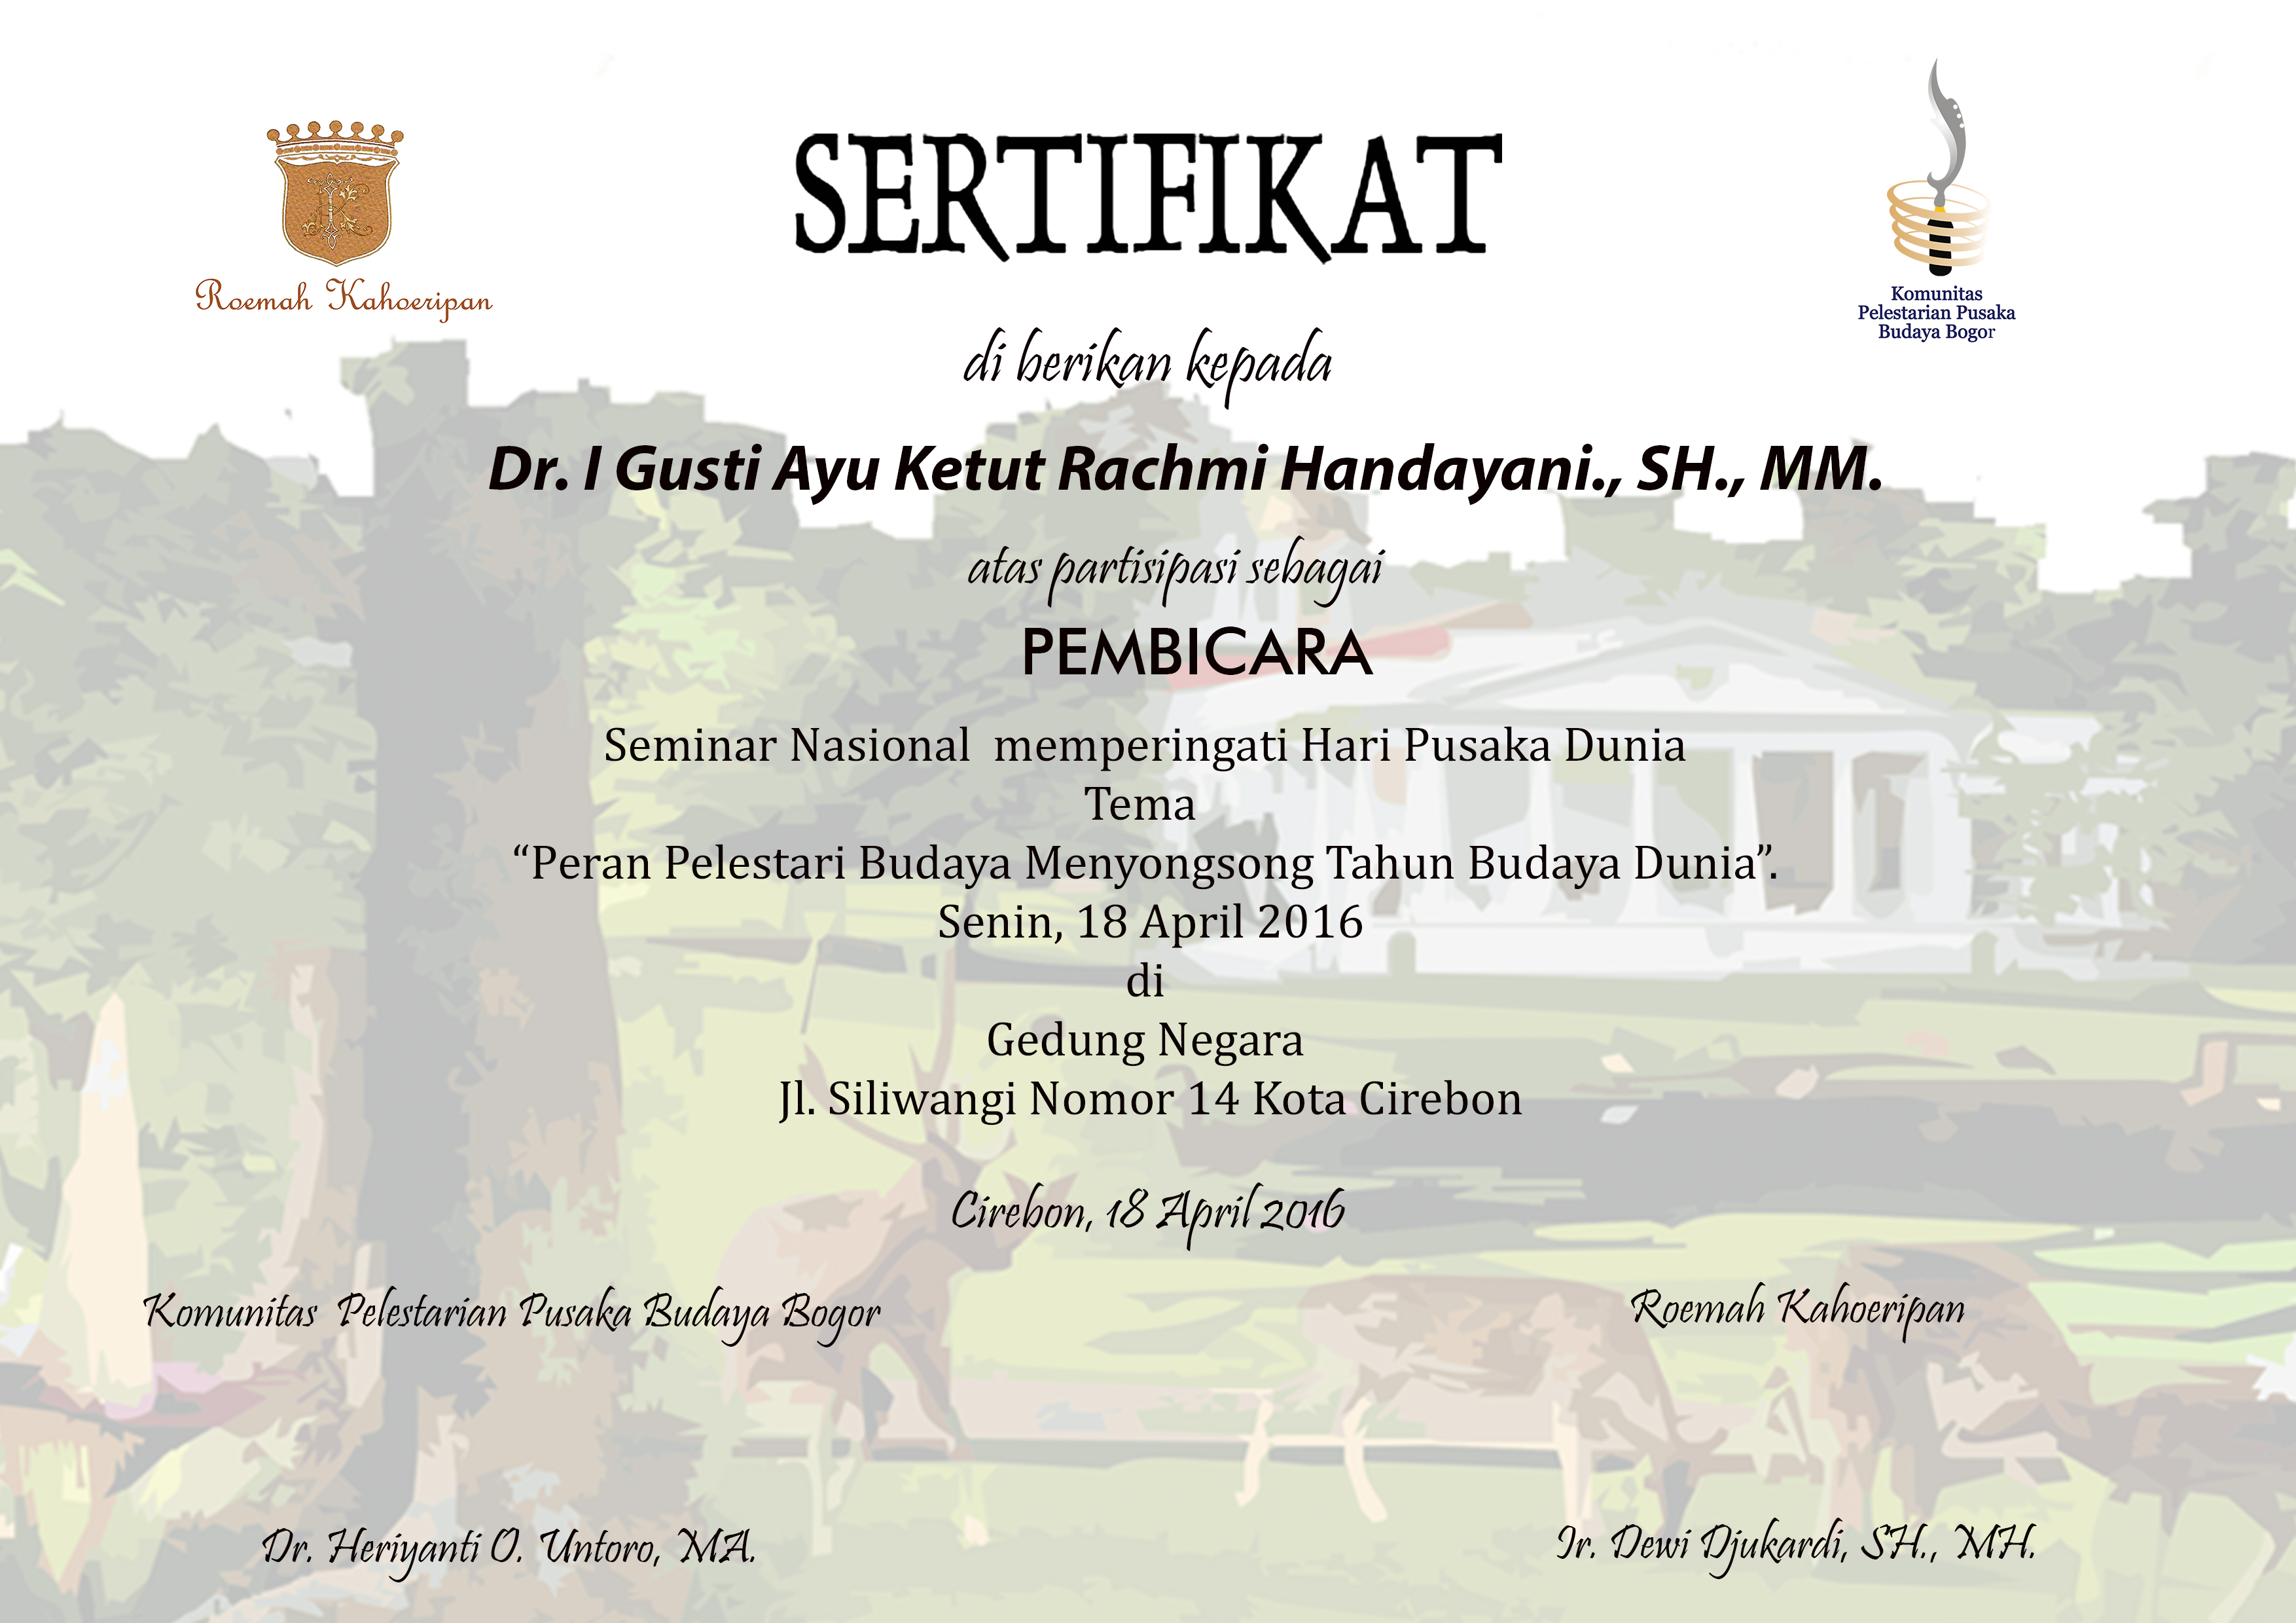 SERTIFIKAT
Roemah Kahoeripan
Komunitas
Pelestarian Pusaka
Budaya Bogor
di berikan kepada
Dr. I Gusti Ayu Ketut Rachmi Handayani., SH., MM.
atas partisipasi sebagai
PEMBICARA
Seminar Nasional  memperingati Hari Pusaka Dunia
Tema
“Peran Pelestari Budaya Menyongsong Tahun Budaya Dunia”.
Senin, 18 April 2016
di
Gedung Negara
Jl. Siliwangi Nomor 14 Kota Cirebon
Cirebon, 18 April 2016
Komunitas  Pelestarian Pusaka Budaya Bogor
Roemah Kahoeripan
Dr. Heriyanti O. Untoro, MA.
Ir. Dewi Djukardi, SH., MH.